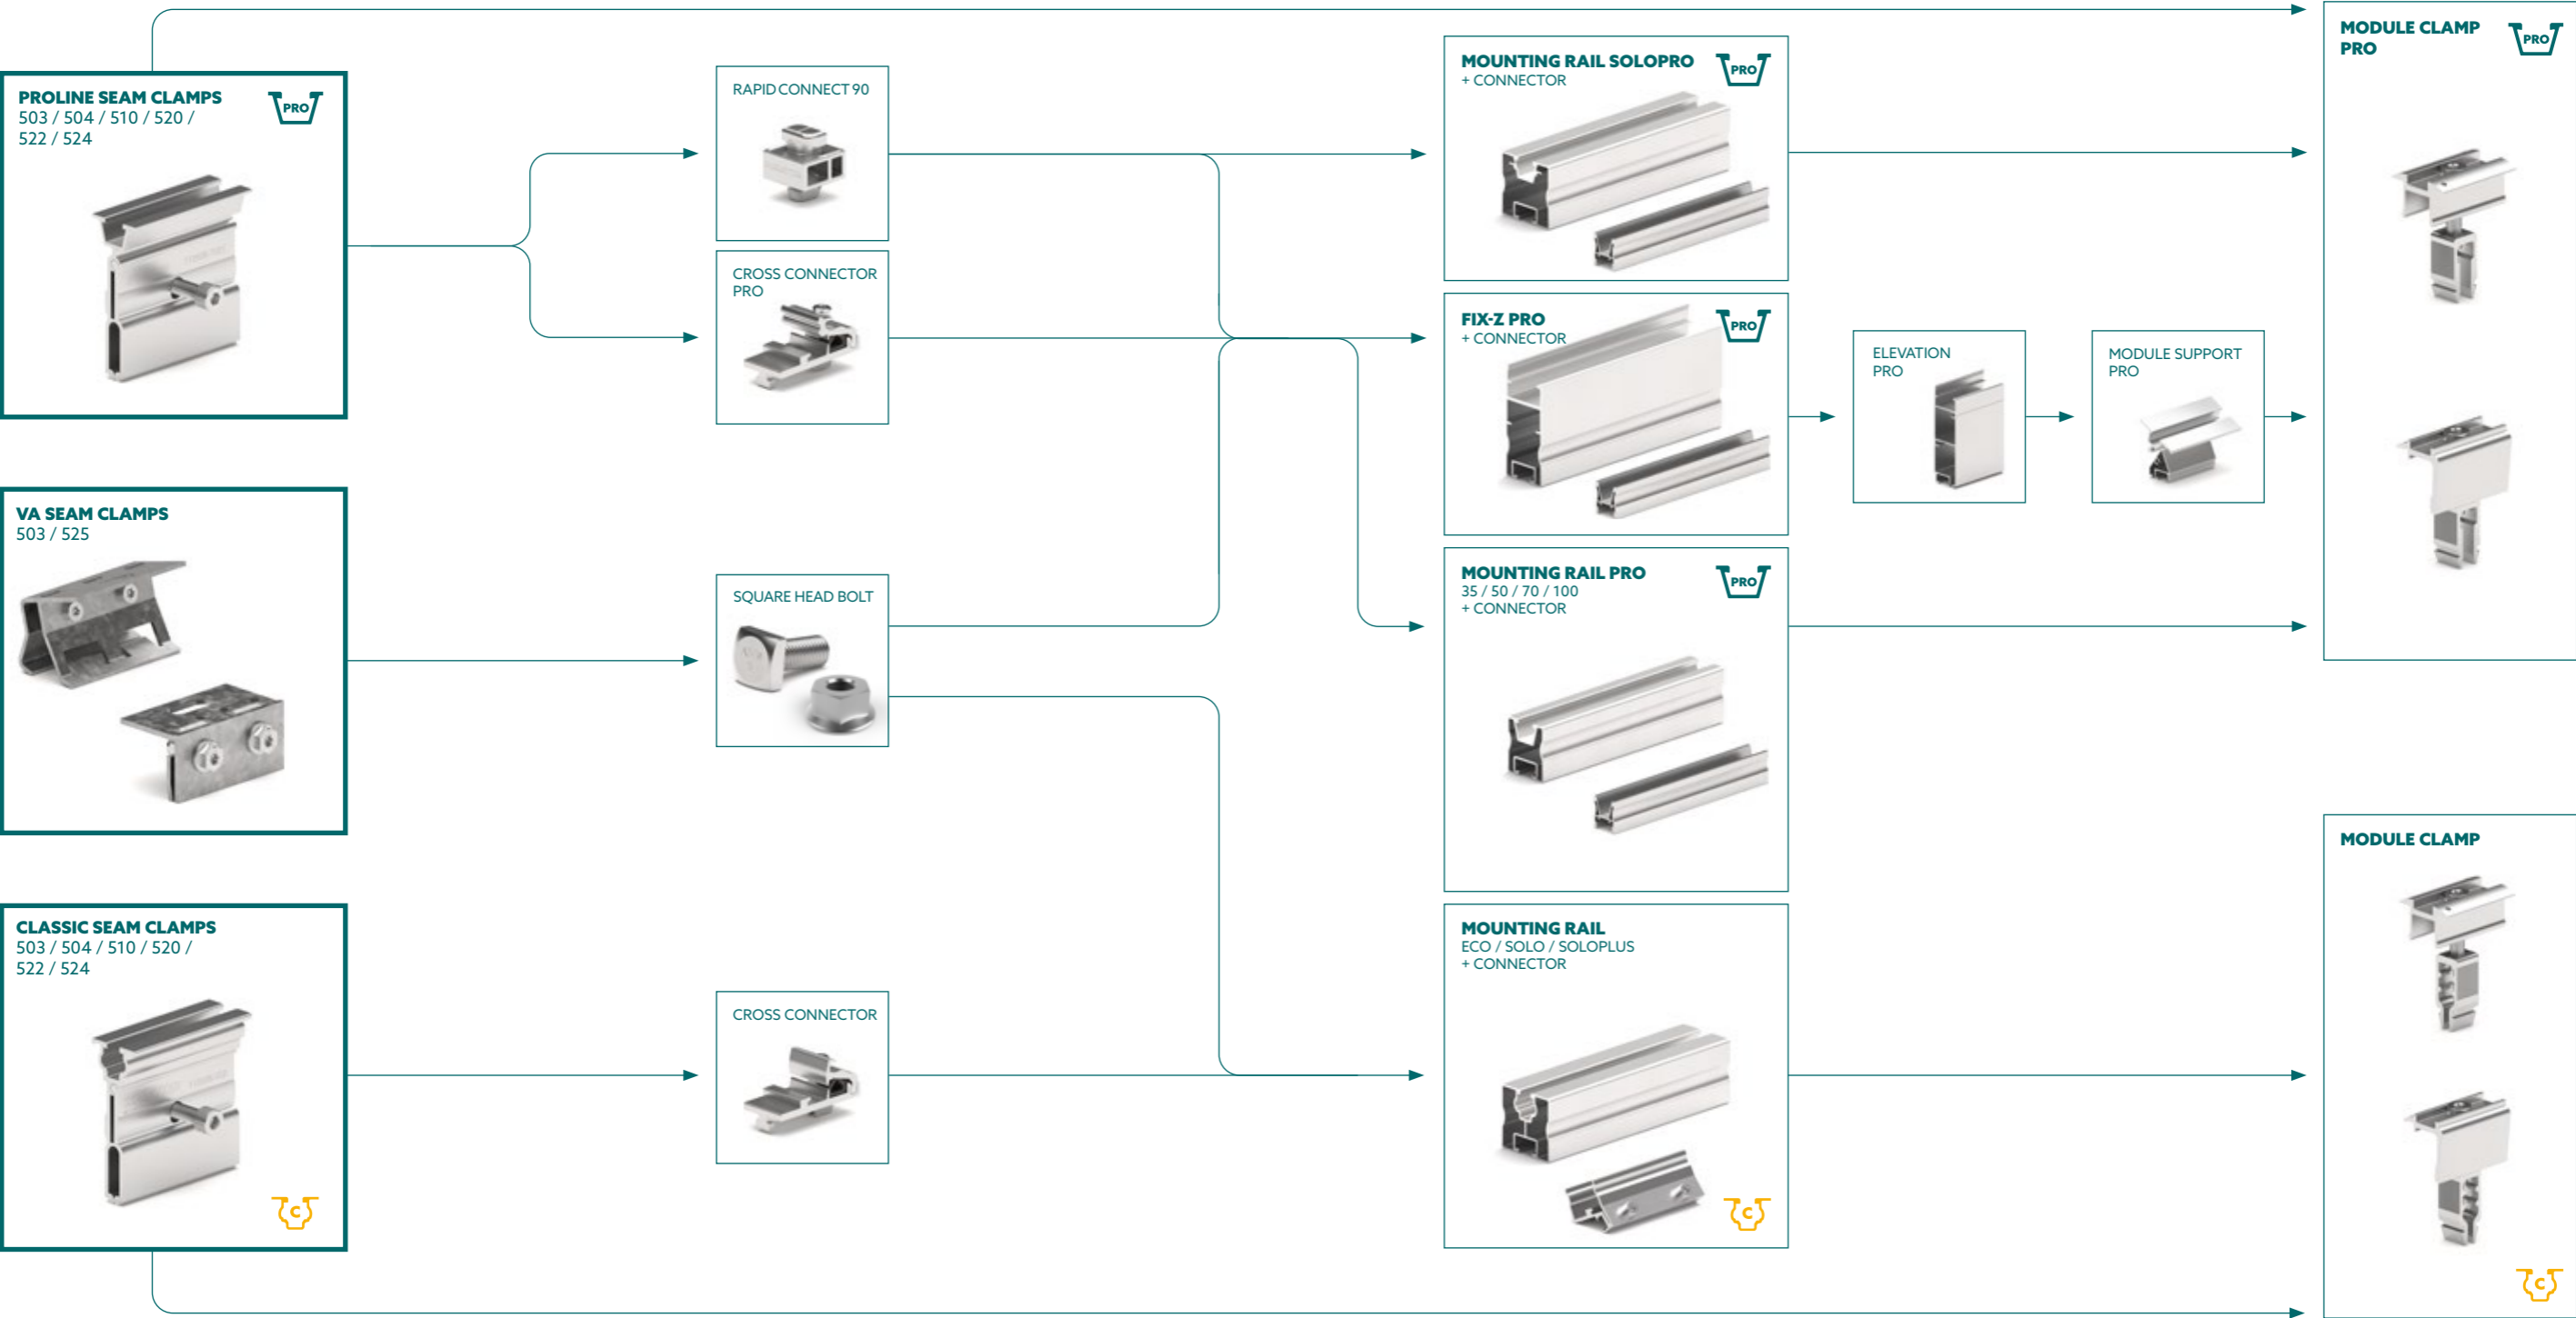 PROLINE SEAM CLAMPS
503 / 504 / 510 / 520 /
522 / 524
PRO
VA SEAM CLAMPS
503 / 525
CLASSIC SEAM CLAMPS
503 / 504 / 510 / 520 /
522 / 524
C
RAPID CONNECT 90
CROSS CONNECTOR
PRO
SQUARE HEAD BOLT
CROSS CONNECTOR
MOUNTING RAIL SOLOPRO
+ CONNECTOR
PRO
FIX-Z PRO
+ CONNECTOR
PRO
MOUNTING RAIL PRO
35 / 50 / 70 / 100
+ CONNECTOR
PRO
MOUNTING RAIL
ECO / SOLO / SOLOPLUS
+ CONNECTOR
C
ELEVATION
PRO
MODULE SUPPORT
PRO
MODULE CLAMP
PRO
PRO
MODULE CLAMP
C